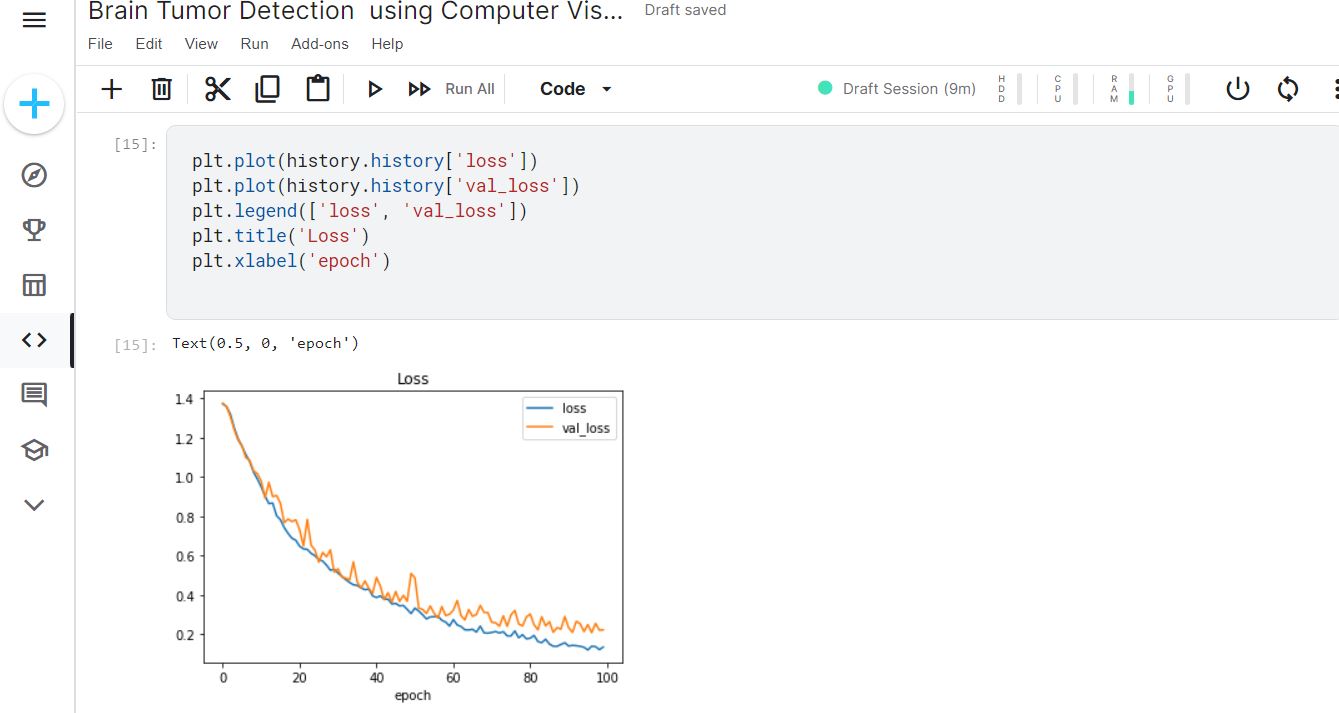 Brain Tumor Detection using Computer Vis... Draft saved
File Edit View Run Add-ons Help
Run All Code Draft Session (9m) HDD CPU RAM GPU
[15]:
plt.plot(history.history['loss'])
plt.plot(history.history['val_loss'])
plt.legend(['loss', 'val_loss'])
plt.title('Loss')
plt.xlabel('epoch')
[15]: Text(0.5, 0, 'epoch')
Loss
1.4
1.2
1.0
0.8
0.6
0.4
0.2
loss
val_loss
0 20 40 60 80 100
epoch